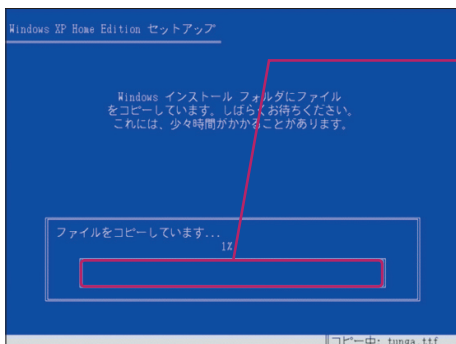 Windows XP Home Edition セットアップ
Windows インストール フォルダにファイル
をコピーしています。しばらくお待ちください。
これには、少々時間がかかることがあります。
ファイルをコピーしています...
1%
コピー中: tunga.ttf